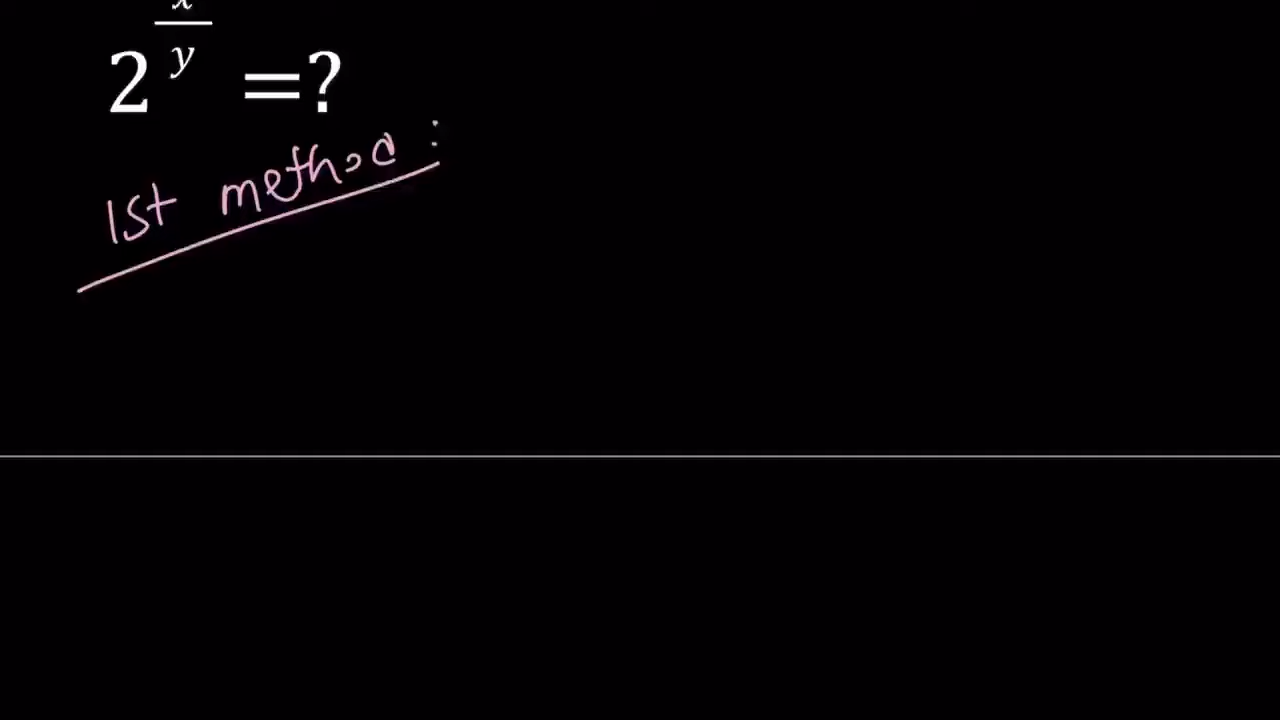 2^{x/y} =?
1st method :